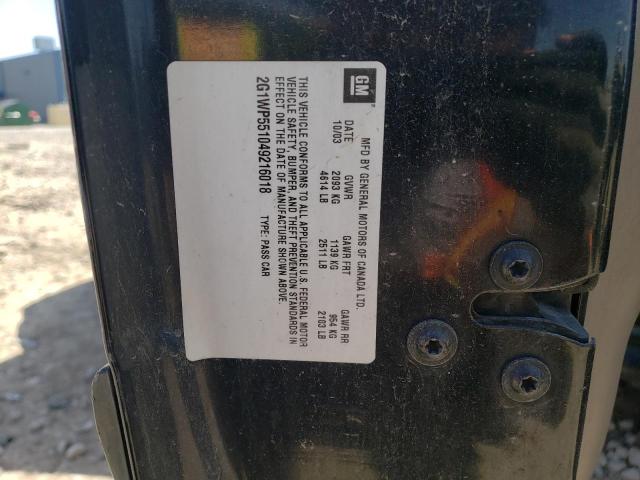 GM
MFD BY GENERAL MOTORS OF CANADA LTD.
DATE GVWR GAWR FRT GAWR RR
10/03 2093 KG 1139 KG 954 KG
4614 LB 2511 LB 2103 LB
THIS VEHICLE CONFORMS TO ALL APPLICABLE U.S. FEDERAL MOTOR
VEHICLE SAFETY, BUMPER, AND THEFT PREVENTION STANDARDS IN
EFFECT ON THE DATE OF MANUFACTURE SHOWN ABOVE.
2G1WP551049216018 TYPE: PASS CAR